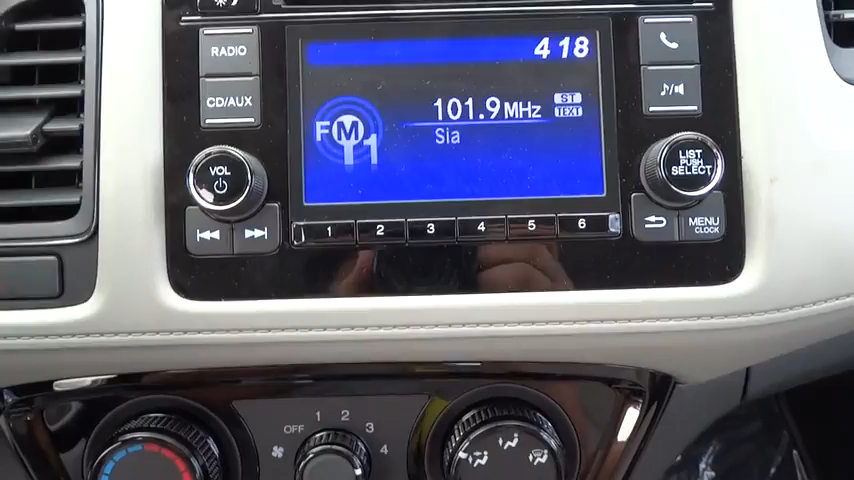 4 18
RADIO
101.9 MHz
ST
TEXT
FM
1
Sia
CD/AUX
VOL
LIST
PUSH
SELECT
1 2 3 4 5 6
MENU
CLOCK
OFF 1 2 3 4